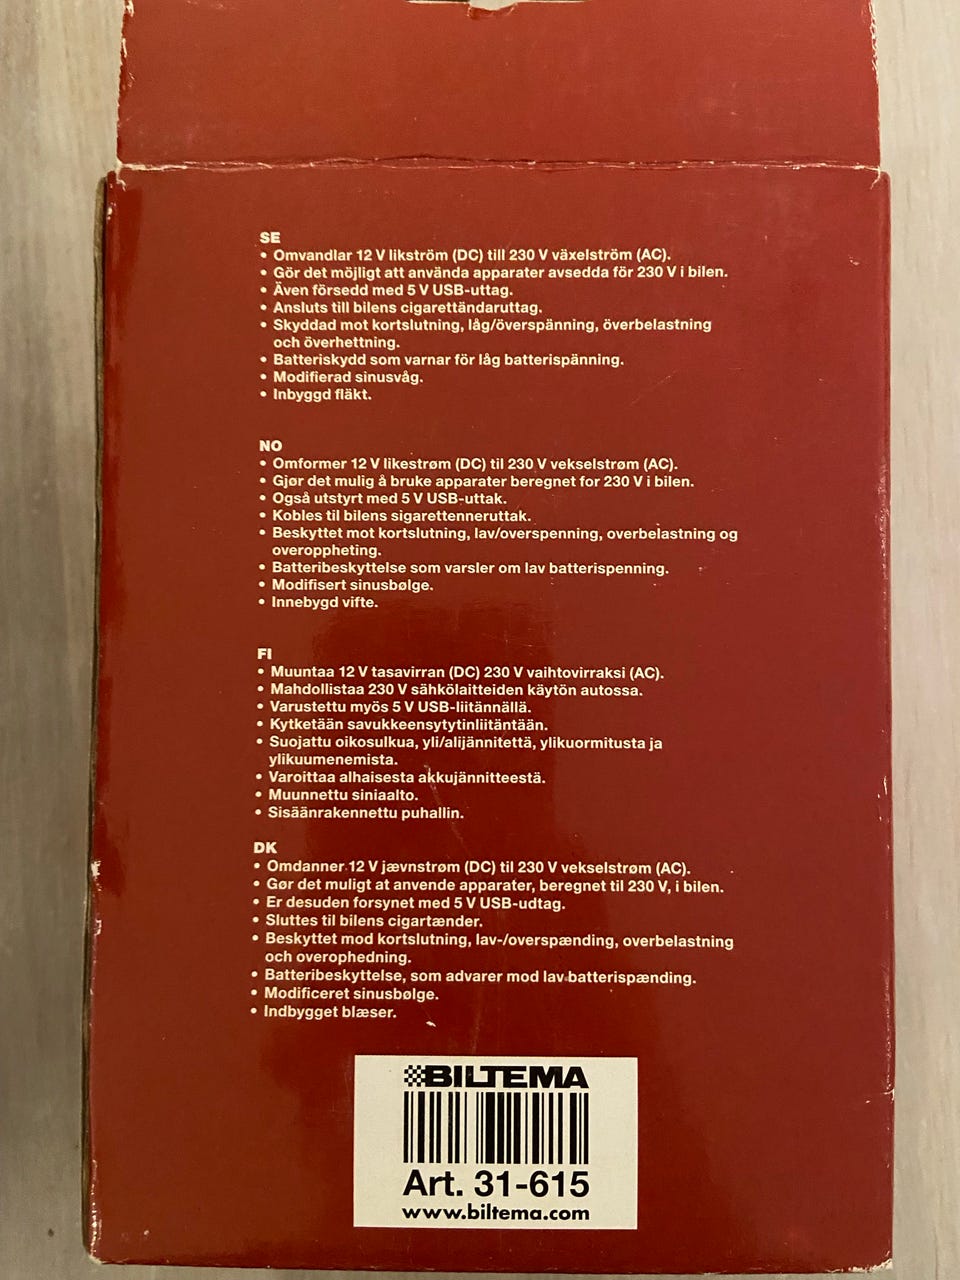 SE
• Omvandlar 12 V likström (DC) till 230 V växelström (AC).
• Gör det möjligt att använda apparater avsedda för 230 V i bilen.
• Även försedd med 5 V USB-uttag.
• Ansluts till bilens cigarettändaruttag.
• Skyddad mot kortslutning, låg/överspänning, överbelastning
och överhettning.
• Batteriskydd som varnar för låg batterispänning.
• Modifierad sinusvåg.
• Inbyggd fläkt.
NO
• Omformer 12 V likestrøm (DC) til 230 V vekselstrøm (AC).
• Gjør det mulig å bruke apparater beregnet for 230 V i bilen.
• Også utstyrt med 5 V USB-uttak.
• Kobles til bilens sigarettenneruttak.
• Beskyttet mot kortslutning, lav/overspenning, overbelastning og
overoppheting.
• Batteribeskyttelse som varsler om lav batterispenning.
• Modifisert sinusbølge.
• Innebygd vifte.
FI
• Muuntaa 12 V tasavirran (DC) 230 V vaihtovirraksi (AC).
• Mahdollistaa 230 V sähkölaitteiden käytön autossa.
• Varustettu myös 5 V USB-liitännällä.
• Kytketään savukkeensytytinliitäntään.
• Suojattu oikosulkua, yli/alijännitettä, ylikuormitusta ja
ylikuumenemista.
• Varoittaa alhaisesta akkujännitteestä.
• Muunnettu siniaalto.
• Sisäänrakennettu puhallin.
DK
• Omdanner 12 V jævnstrøm (DC) til 230 V vekselstrøm (AC).
• Gør det muligt at anvende apparater, beregnet til 230 V, i bilen.
• Er desuden forsynet med 5 V USB-udtag.
• Sluttes til bilens cigartænder.
• Beskyttet mod kortslutning, lav-/overspænding, overbelastning
och overophedning.
• Batteribeskyttelse, som advarer mod lav batterispænding.
• Modificeret sinusbølge.
• Indbygget blæser.
BILTEMA
Art. 31-615
www.biltema.com